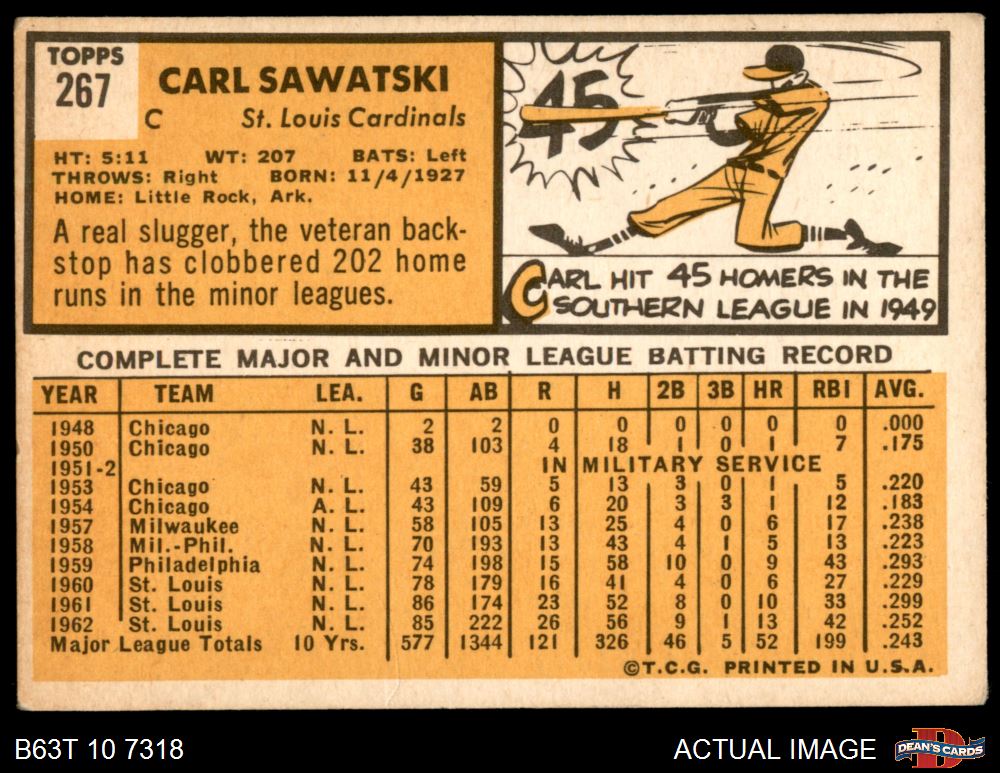 TOPPS
267
CARL SAWATSKI
C St. Louis Cardinals
HT: 5:11 WT: 207 BATS: Left
THROWS: Right BORN: 11/4/1927
HOME: Little Rock, Ark.
A real slugger, the veteran back-
stop has clobbered 202 home
runs in the minor leagues.
45
CARL HIT 45 HOMERS IN THE
SOUTHERN LEAGUE IN 1949
COMPLETE MAJOR AND MINOR LEAGUE BATTING RECORD
YEAR TEAM LEA. G AB R H 2B 3B HR RBI AVG.
1948 Chicago N. L. 2 2 0 0 0 0 0 0 .000
1950 Chicago N. L. 38 103 4 18 1 0 1 7 .175
1951-2 IN MILITARY SERVICE
1953 Chicago N. L. 43 59 5 13 3 0 1 5 .220
1954 Chicago A. L. 43 109 6 20 3 3 1 12 .183
1957 Milwaukee N. L. 58 105 13 25 4 0 6 17 .238
1958 Mil.-Phil. N. L. 70 193 13 43 4 1 5 13 .223
1959 Philadelphia N. L. 74 198 15 58 10 0 9 43 .293
1960 St. Louis N. L. 78 179 16 41 4 0 6 27 .229
1961 St. Louis N. L. 86 174 23 52 8 0 10 33 .299
1962 St. Louis N. L. 85 222 26 56 9 1 13 42 .252
Major League Totals 10 Yrs. 577 1344 121 326 46 5 52 199 .243
©T.C.G. PRINTED IN U.S.A.
B63T 10 7318 ACTUAL IMAGE
DEAN'S CARDS